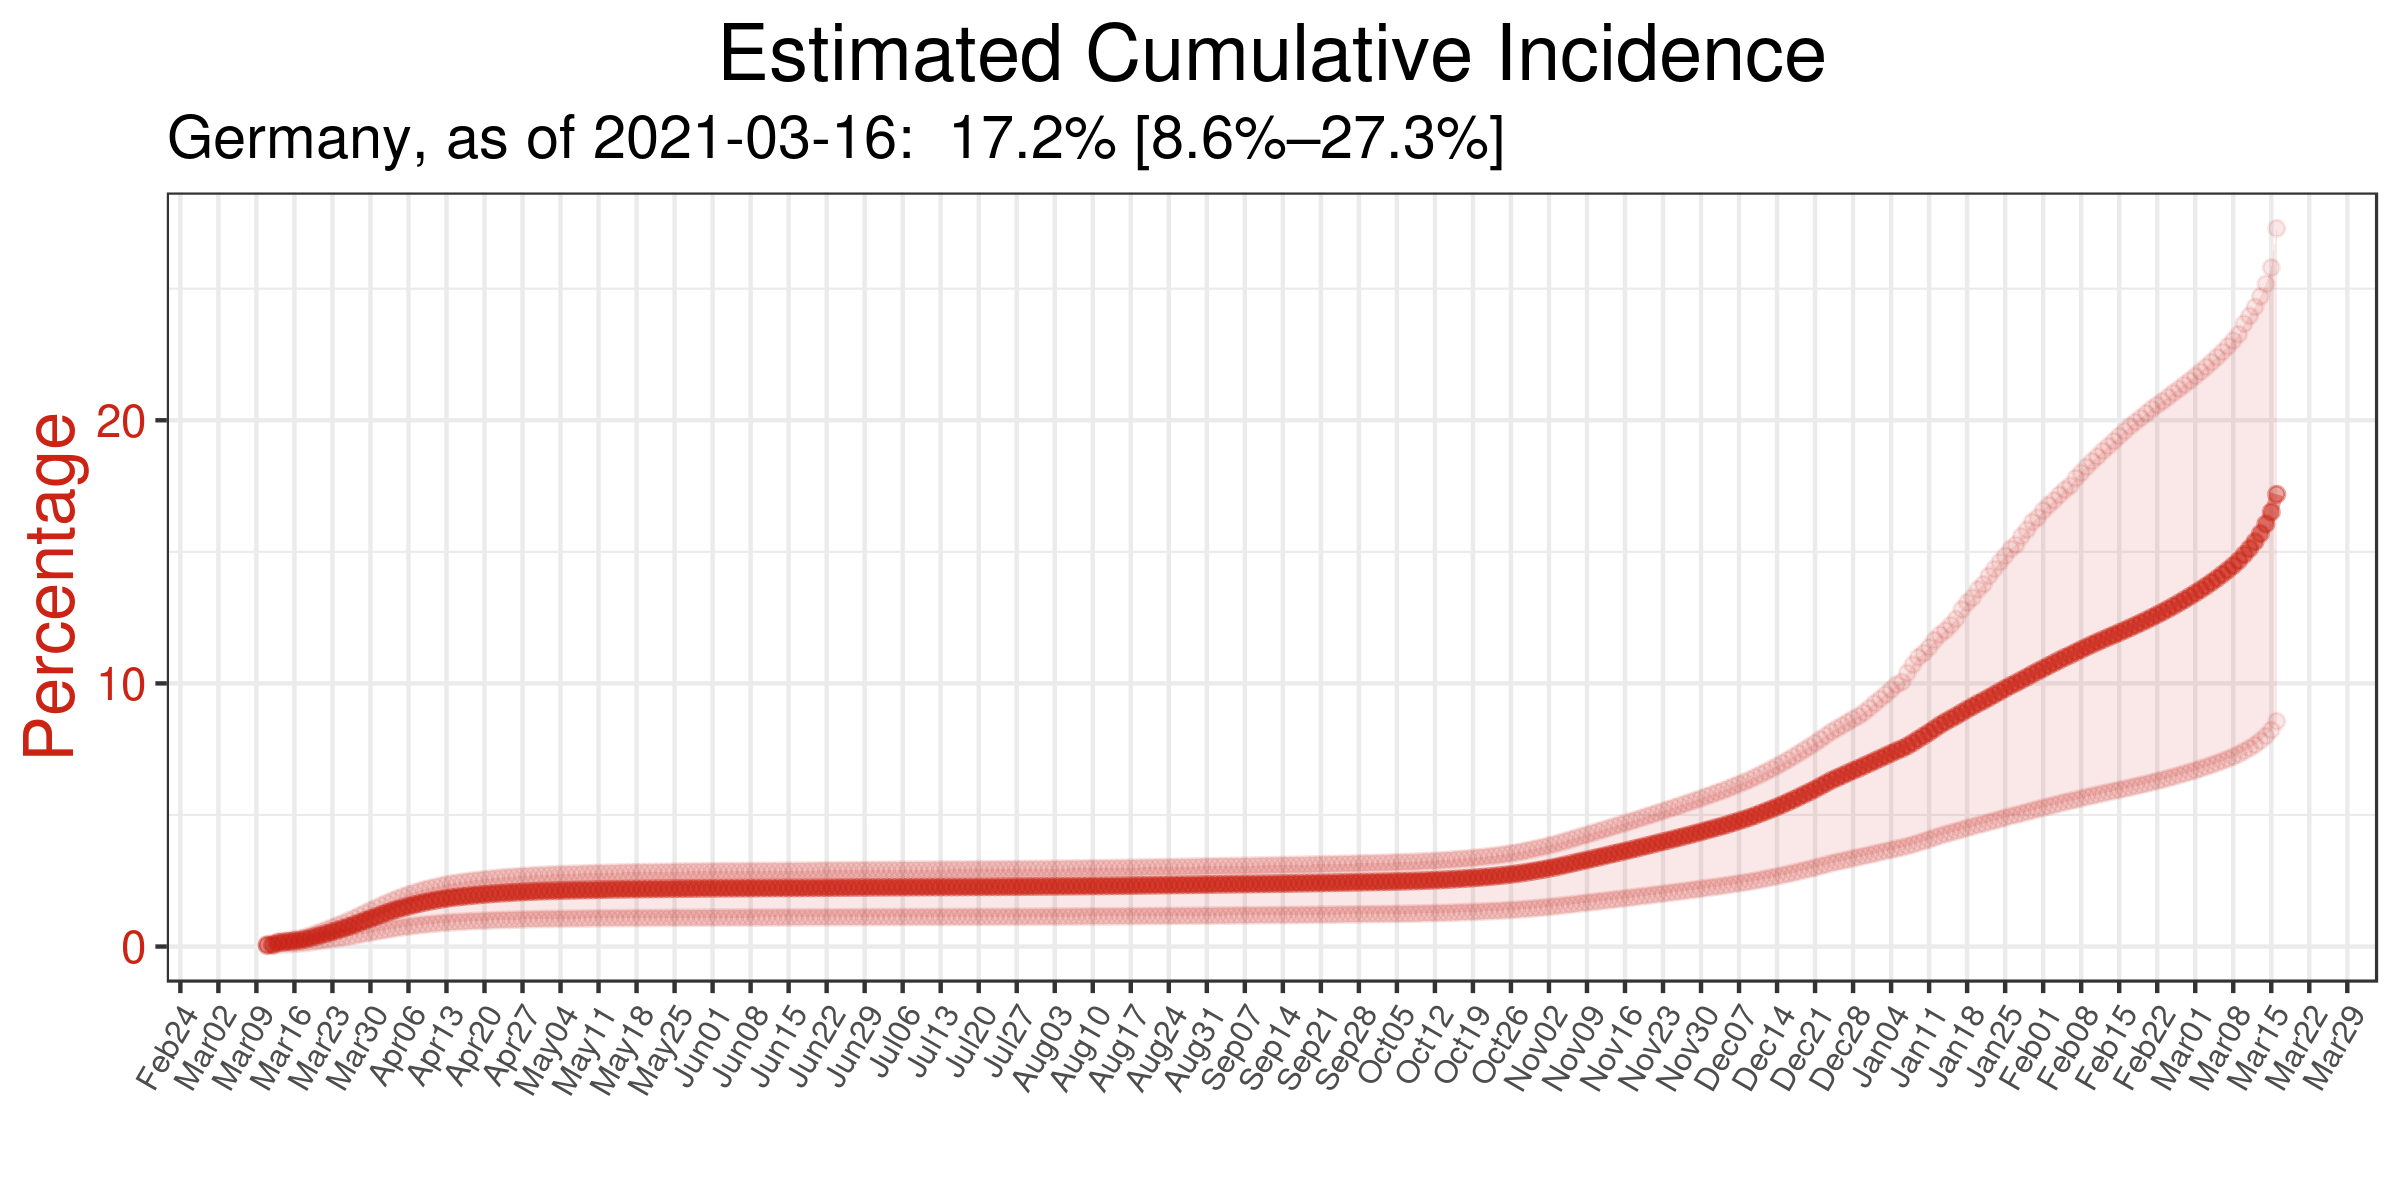 Estimated Cumulative Incidence
Germany, as of 2021-03-16:  17.2% [8.6%–27.3%]
Percentage
20
10
0
Feb24
Mar02
Mar09
Mar16
Mar23
Mar30
Apr06
Apr13
Apr20
Apr27
May04
May11
May18
May25
Jun01
Jun08
Jun15
Jun22
Jun29
Jul06
Jul13
Jul20
Jul27
Aug03
Aug10
Aug17
Aug24
Aug31
Sep07
Sep14
Sep21
Sep28
Oct05
Oct12
Oct19
Oct26
Nov02
Nov09
Nov16
Nov23
Nov30
Dec07
Dec14
Dec21
Dec28
Jan04
Jan11
Jan18
Jan25
Feb01
Feb08
Feb15
Feb22
Mar01
Mar08
Mar15
Mar22
Mar29